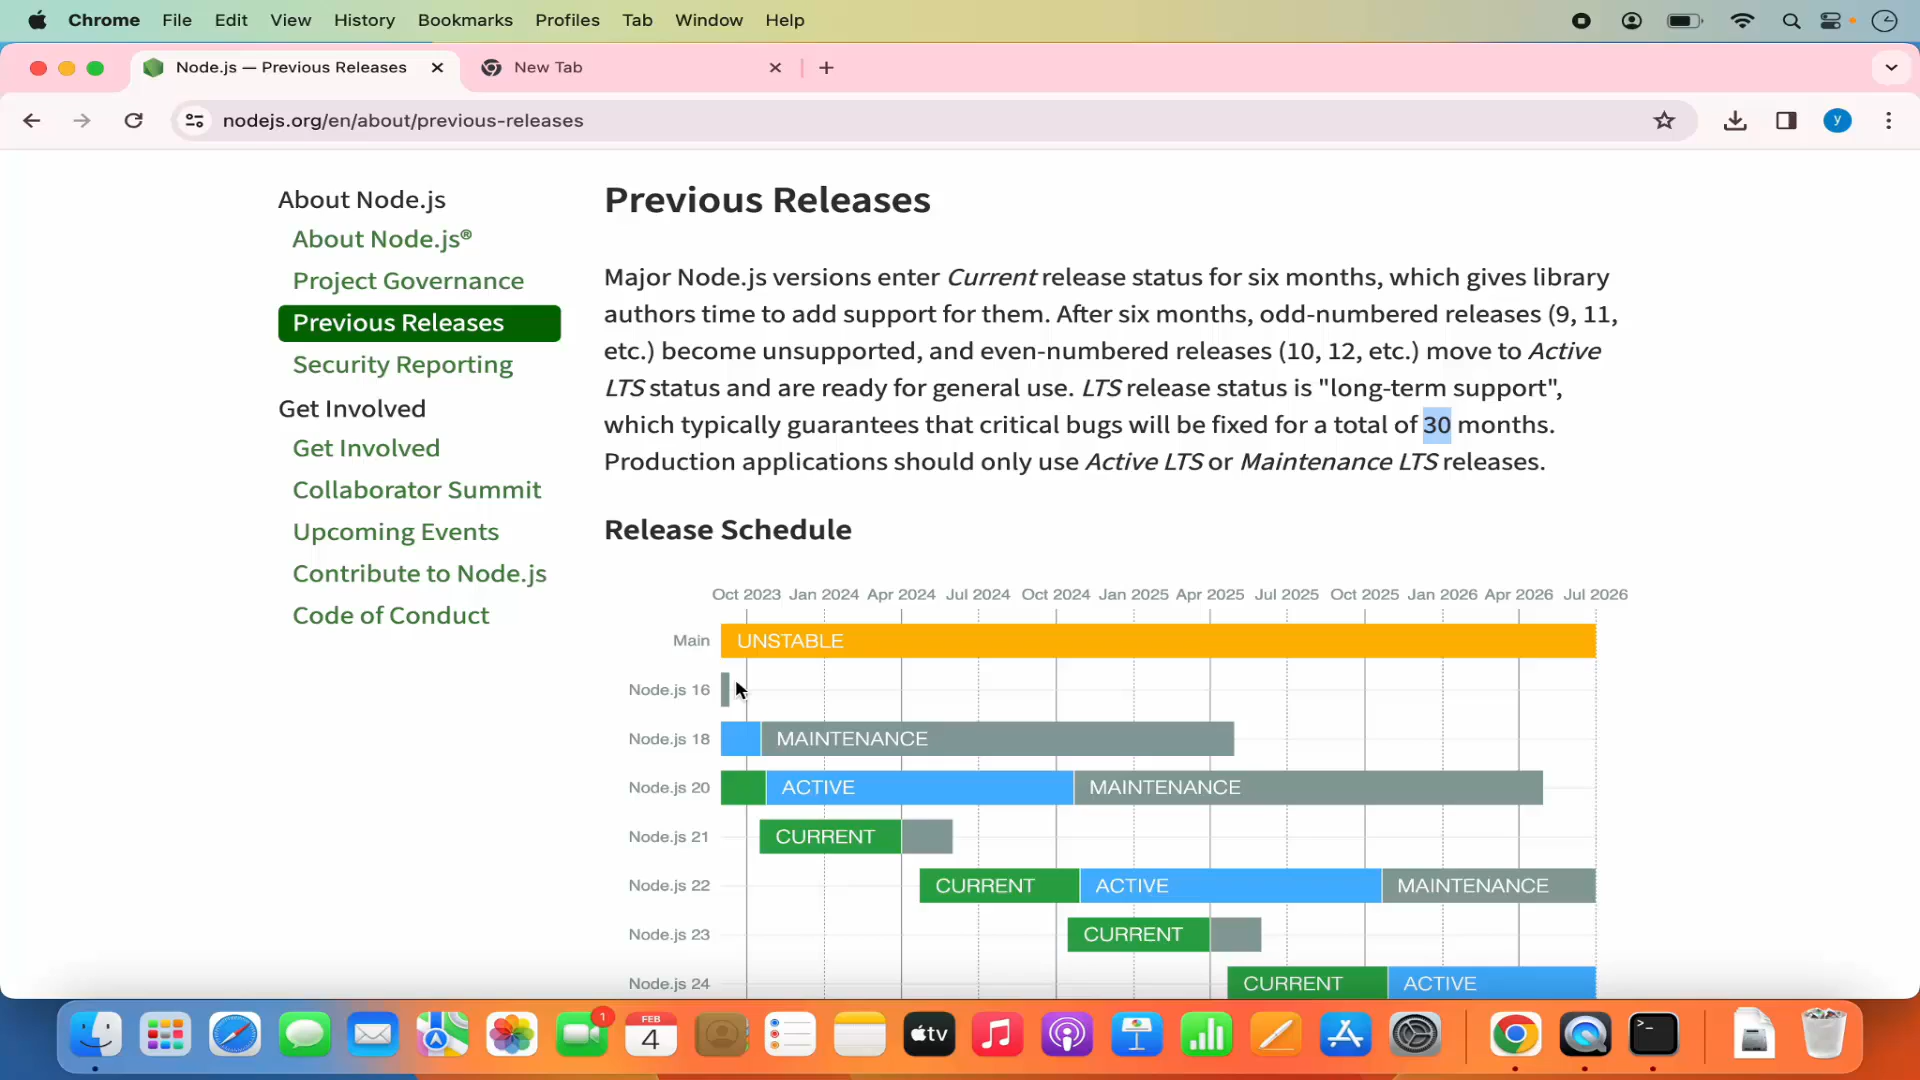 Chrome File Edit View History Bookmarks Profiles Tab Window Help
Node.js — Previous Releases
New Tab
nodejs.org/en/about/previous-releases
y
About Node.js
About Node.js®
Project Governance
Previous Releases
Security Reporting
Get Involved
Get Involved
Collaborator Summit
Upcoming Events
Contribute to Node.js
Code of Conduct
Previous Releases
Major Node.js versions enter Current release status for six months, which gives library
authors time to add support for them. After six months, odd-numbered releases (9, 11,
etc.) become unsupported, and even-numbered releases (10, 12, etc.) move to Active
LTS status and are ready for general use. LTS release status is "long-term support",
which typically guarantees that critical bugs will be fixed for a total of 30 months.
Production applications should only use Active LTS or Maintenance LTS releases.
Release Schedule
Oct 2023 Jan 2024 Apr 2024 Jul 2024 Oct 2024 Jan 2025 Apr 2025 Jul 2025 Oct 2025 Jan 2026 Apr 2026 Jul 2026
Main UNSTABLE
Node.js 16
Node.js 18 MAINTENANCE
Node.js 20 ACTIVE MAINTENANCE
Node.js 21 CURRENT
Node.js 22 CURRENT ACTIVE MAINTENANCE
Node.js 23 CURRENT
Node.js 24 CURRENT ACTIVE
1
FEB
4
tv
>_